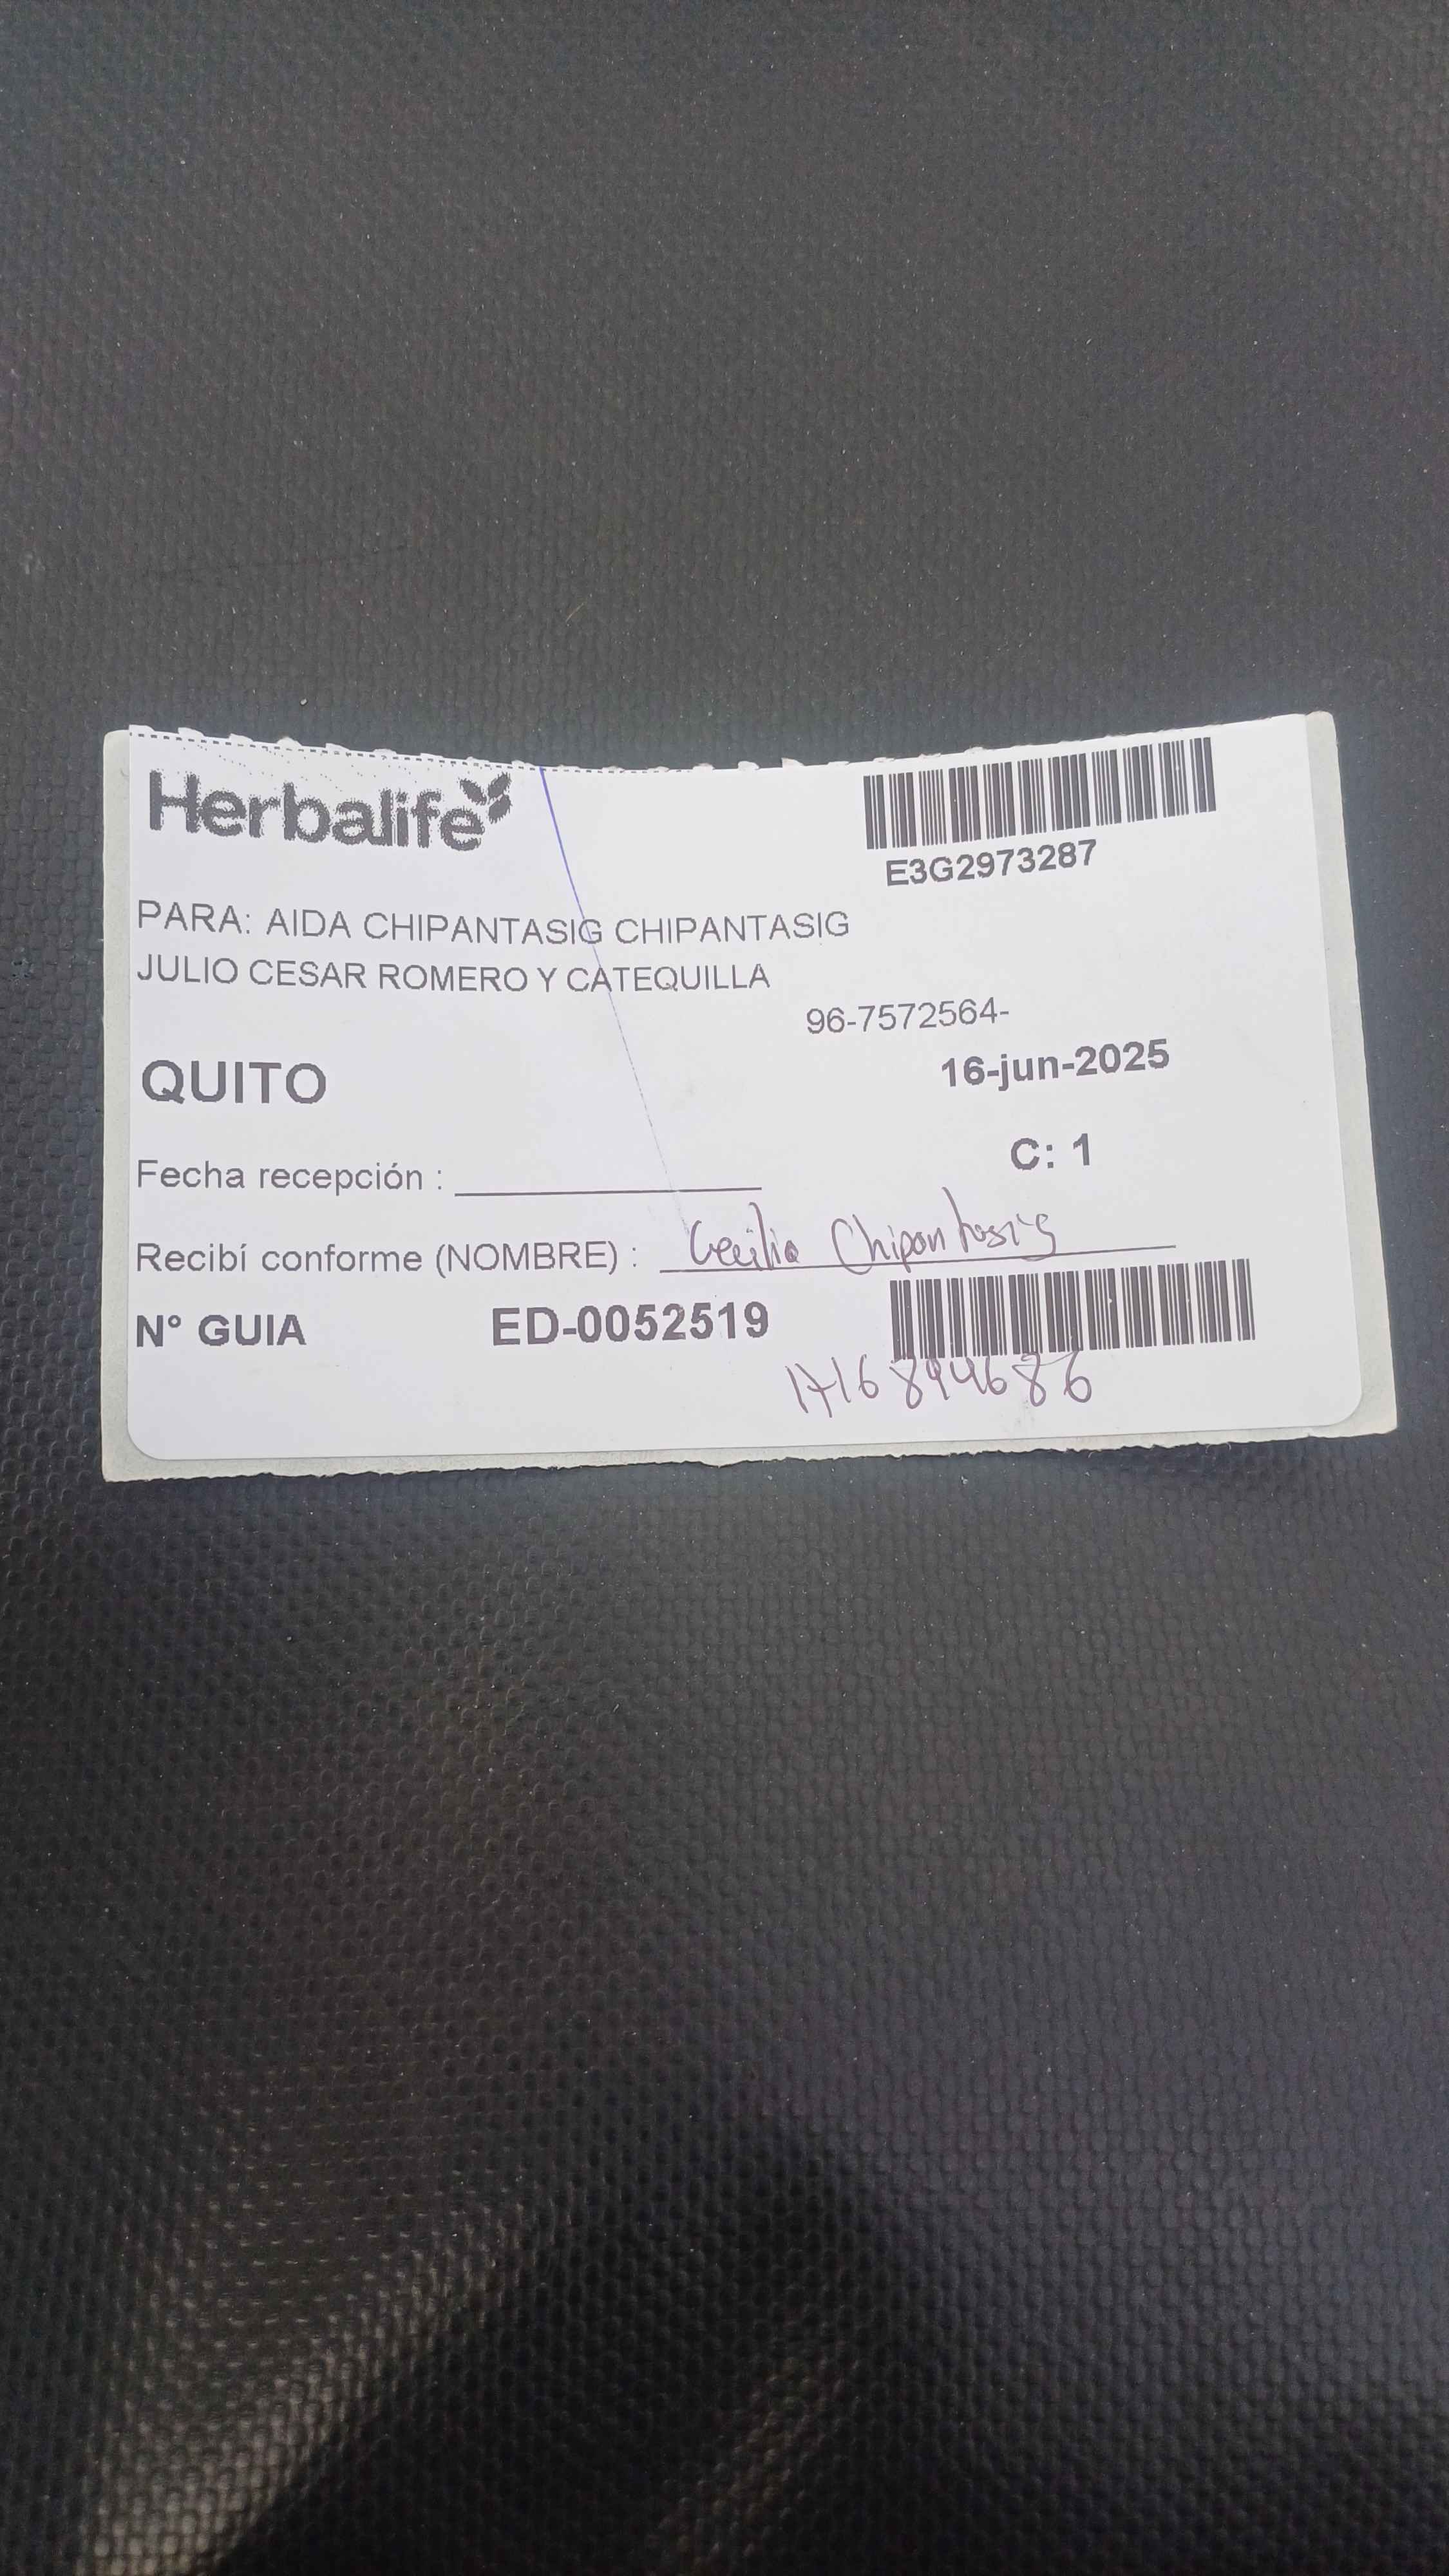 Herbalife
E3G2973287
PARA: AIDA CHIPANTASIG CHIPANTASIG
JULIO CESAR ROMERO Y CATEQUILLA
96-7572564-
QUITO
16-jun-2025
C: 1
Fecha recepción :
Recibí conforme (NOMBRE) : Cecilia Chipantasig
N° GUIA ED-0052519
1716894686